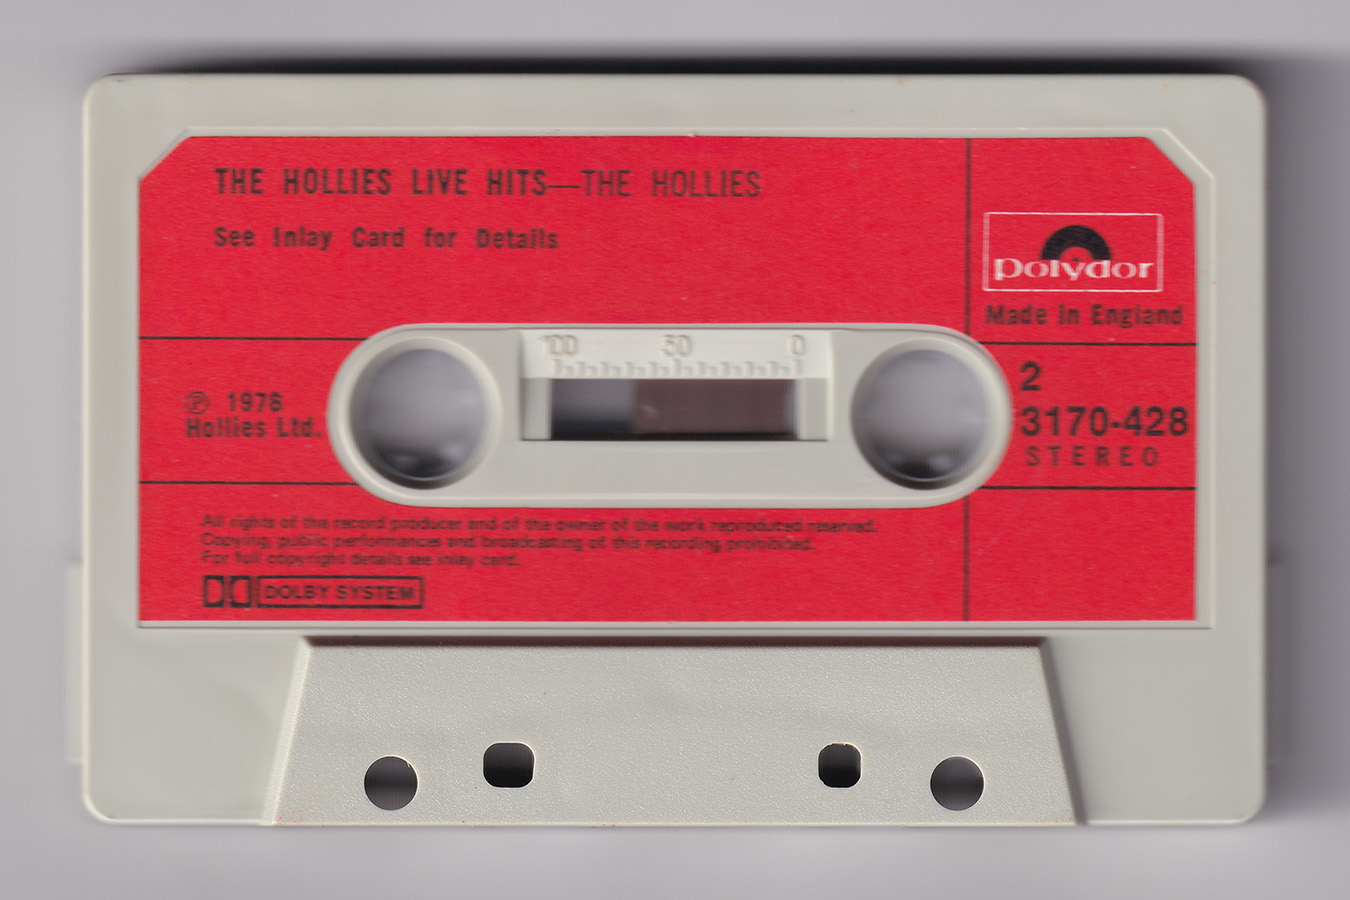 THE HOLLIES LIVE HITS—THE HOLLIES
See Inlay Card for Details
polydor
Made in England
100 50 0
℗ 1976
Hollies Ltd.
2
3170-428
STEREO
All rights of the record producer and of the owner of the work reproduced reserved.
Copying, public performances and broadcasting of this recording prohibited.
For full copyright details see inlay card.
DOLBY SYSTEM